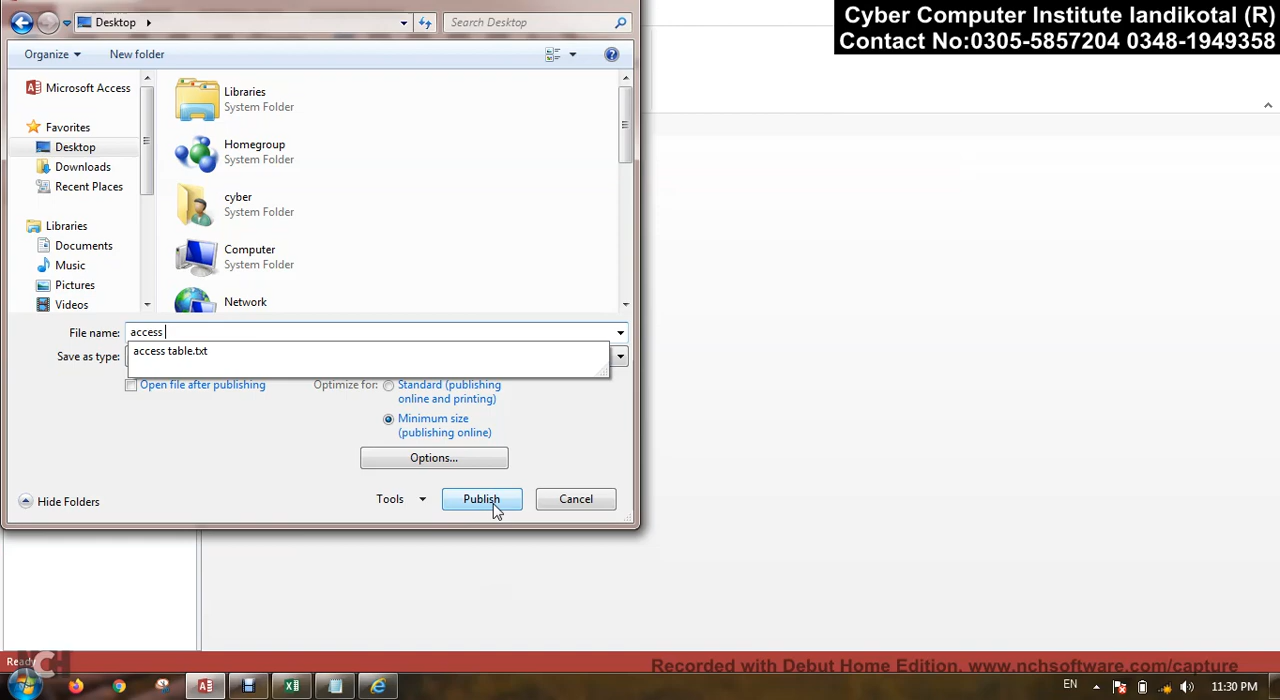 Cyber Computer Institute landikotal (R)
Contact No:0305-5857204 0348-1949358
Desktop
Search Desktop
Organize
New folder
Microsoft Access
Favorites
Desktop
Downloads
Recent Places
Libraries
Documents
Music
Pictures
Videos
Libraries
System Folder
Homegroup
System Folder
cyber
System Folder
Computer
System Folder
Network
File name:
access
Save as type:
access table.txt
Open file after publishing
Optimize for:
Standard (publishing
online and printing)
Minimum size
(publishing online)
Options...
Hide Folders
Tools
Publish
Cancel
Ready
Recorded with Debut Home Edition. www.nchsoftware.com/capture
EN
11:30 PM